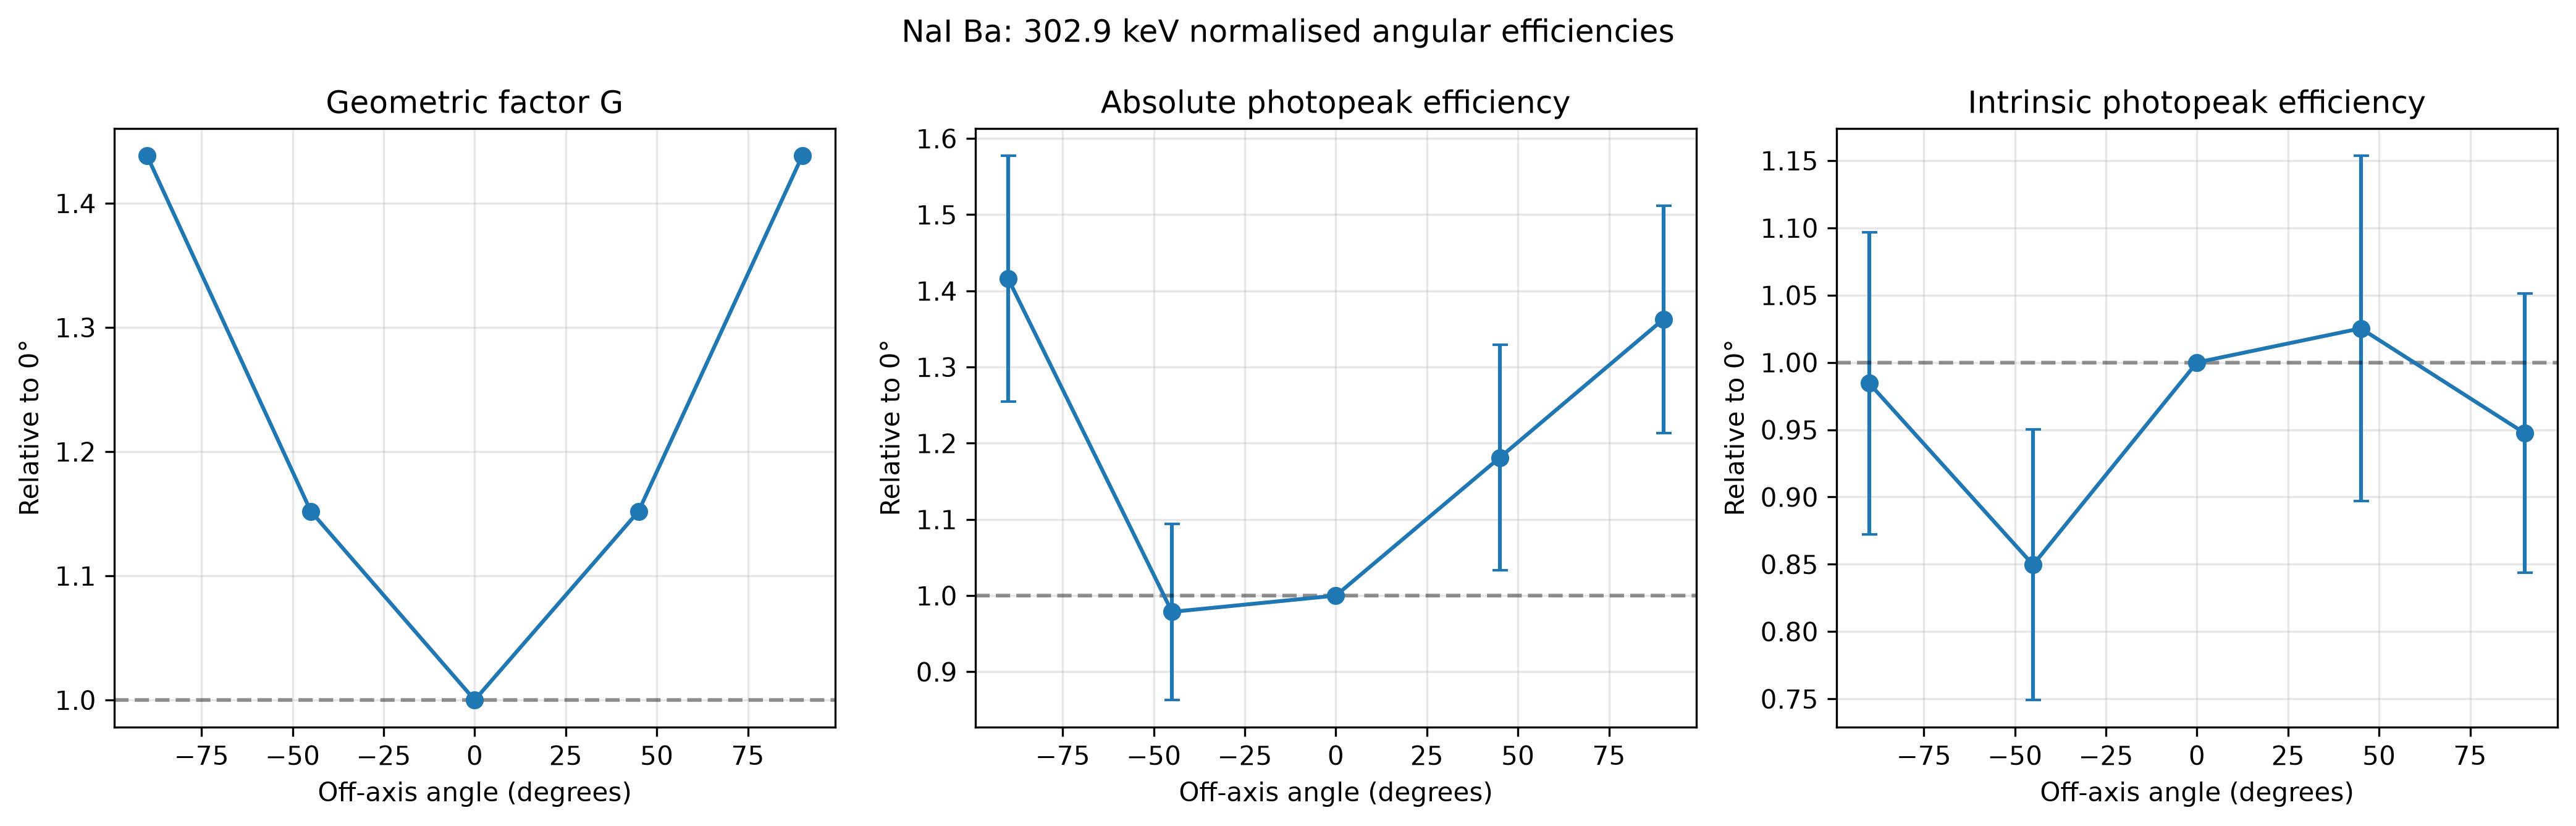 NaI Ba: 302.9 keV normalised angular efficiencies
Geometric factor G
1.4
1.3
1.2
1.1
1.0
Relative to 0°
−75 −50 −25 0 25 50 75
Off-axis angle (degrees)
Absolute photopeak efficiency
1.6
1.5
1.4
1.3
1.2
1.1
1.0
0.9
Relative to 0°
−75 −50 −25 0 25 50 75
Off-axis angle (degrees)
Intrinsic photopeak efficiency
1.15
1.10
1.05
1.00
0.95
0.90
0.85
0.80
0.75
Relative to 0°
−75 −50 −25 0 25 50 75
Off-axis angle (degrees)